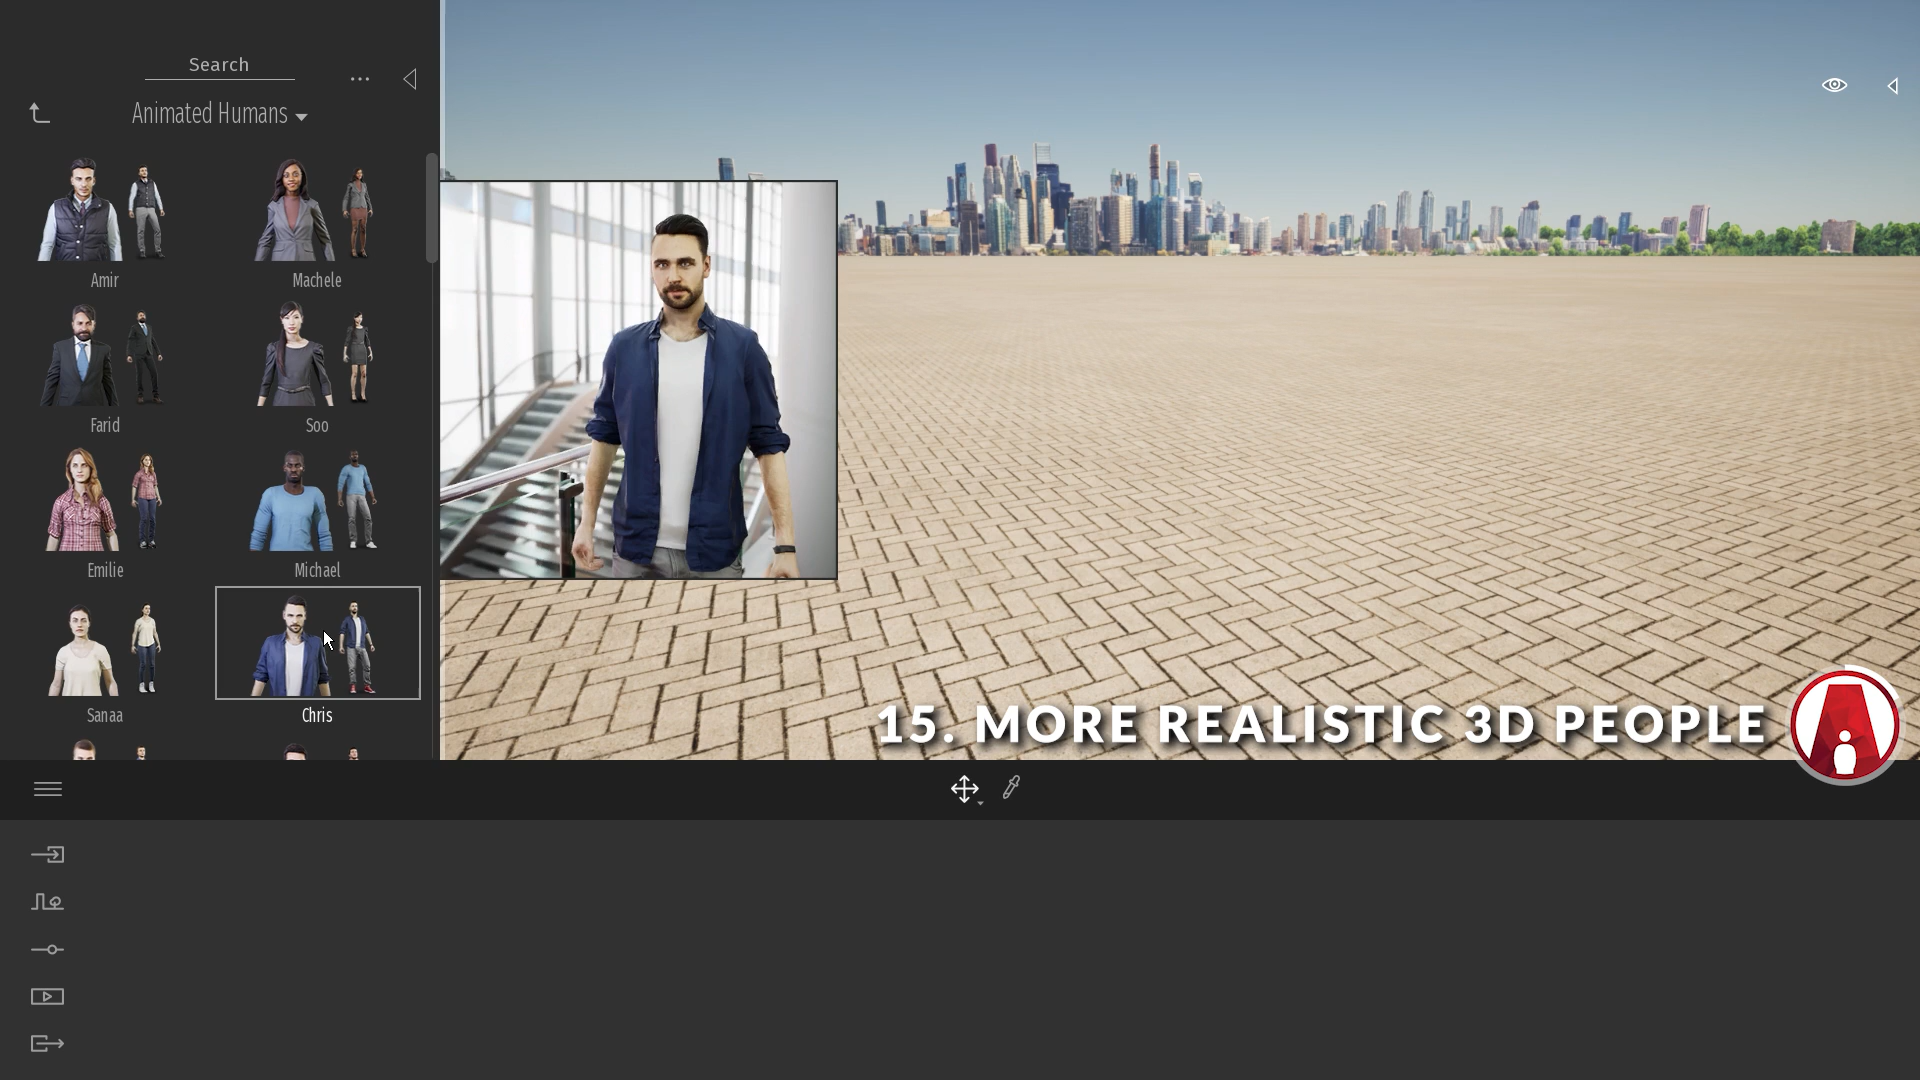 Search
Animated Humans
Amir
Machele
Farid
Soo
Emilie
Michael
Sanaa
Chris
15. MORE REALISTIC 3D PEOPLE